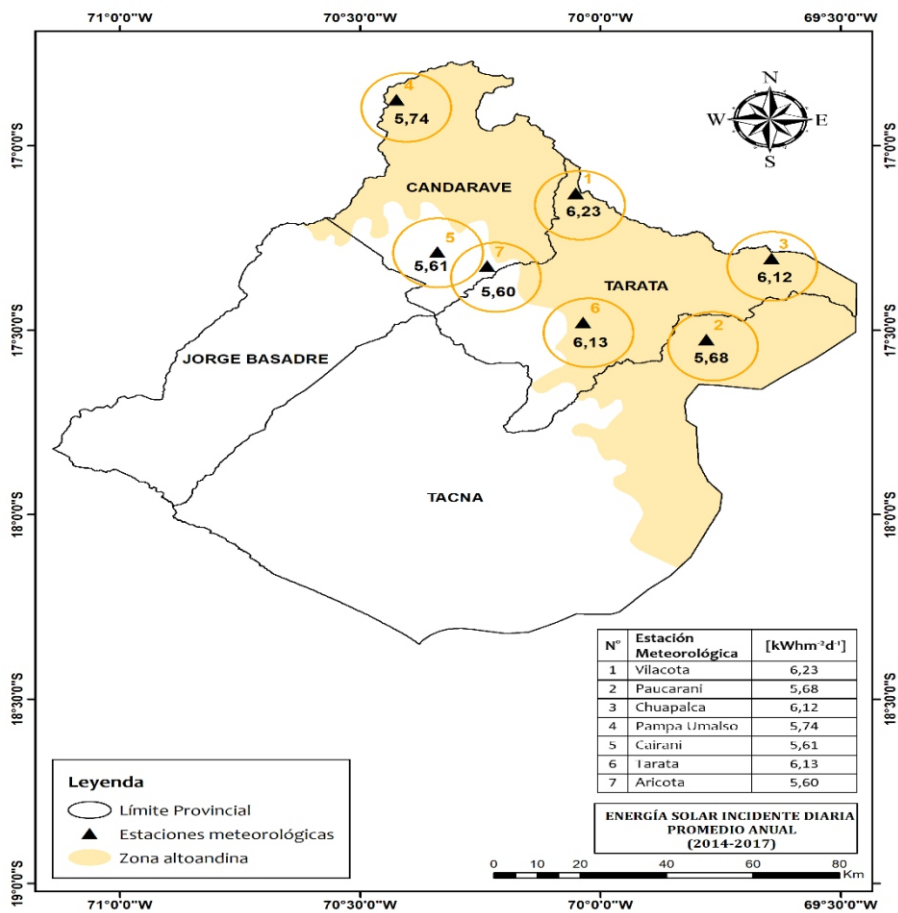 71°0'0"W 70°30'0"W 70°0'0"W 69°30'0"W
N
W E
S
17°0'0"S 17°0'0"S
4
5,74
CANDARAVE
1
6,23
5
5,61
7
5,60
3
6,12
TARATA
6
6,13
2
5,68
17°30'0"S 17°30'0"S
JORGE BASADRE
TACNA
18°0'0"S 18°0'0"S
18°30'0"S 18°30'0"S
N° Estación Meteorológica [kWhm⁻²d⁻¹]
1 Vilacota 6,23
2 Paucarani 5,68
3 Chuapalca 6,12
4 Pampa Umalso 5,74
5 Cairani 5,61
6 Tarata 6,13
7 Aricota 5,60
Leyenda
Límite Provincial
Estaciones meteorológicas
Zona altoandina
ENERGÍA SOLAR INCIDENTE DIARIA
PROMEDIO ANUAL
(2014-2017)
0 10 20 40 60 80
Km
19°0'0"S 19°0'0"S
71°0'0"W 70°30'0"W 70°0'0"W 69°30'0"W